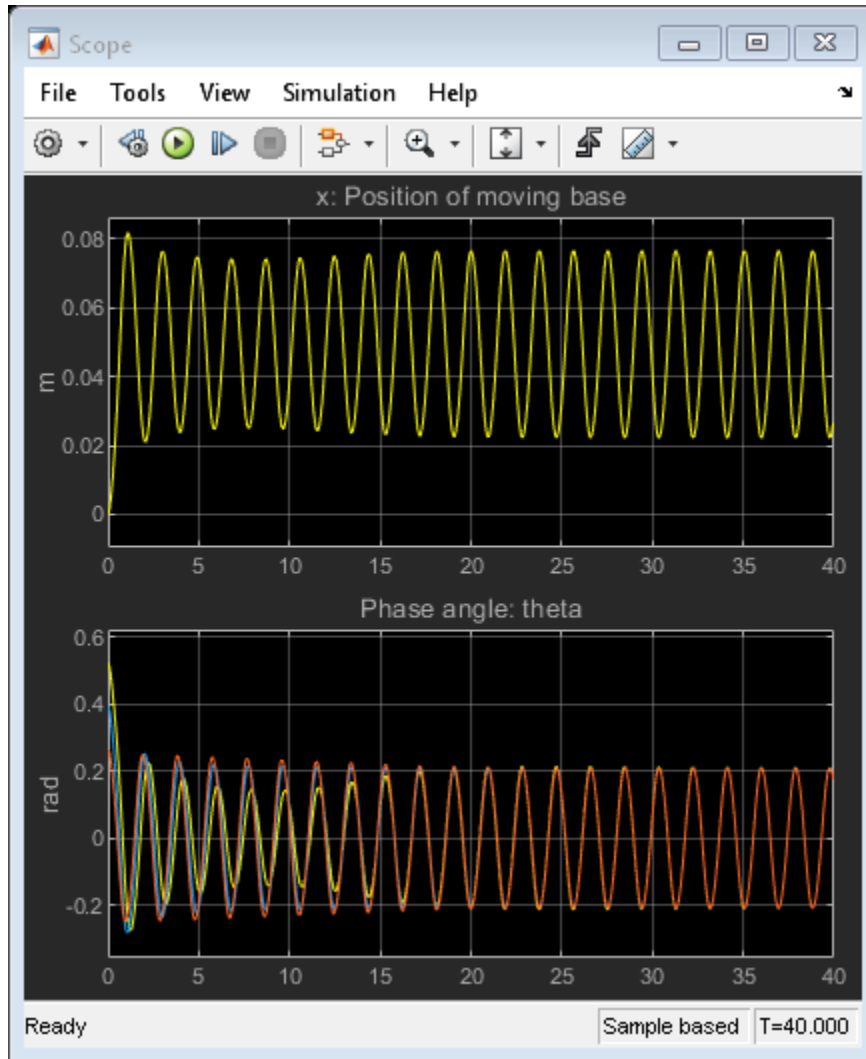 Scope
File Tools View Simulation Help
x: Position of moving base
0.08
0.06
0.04
0.02
0
m
0 5 10 15 20 25 30 35 40
Phase angle: theta
0.6
0.4
0.2
0
-0.2
rad
0 5 10 15 20 25 30 35 40
Ready Sample based T=40.000